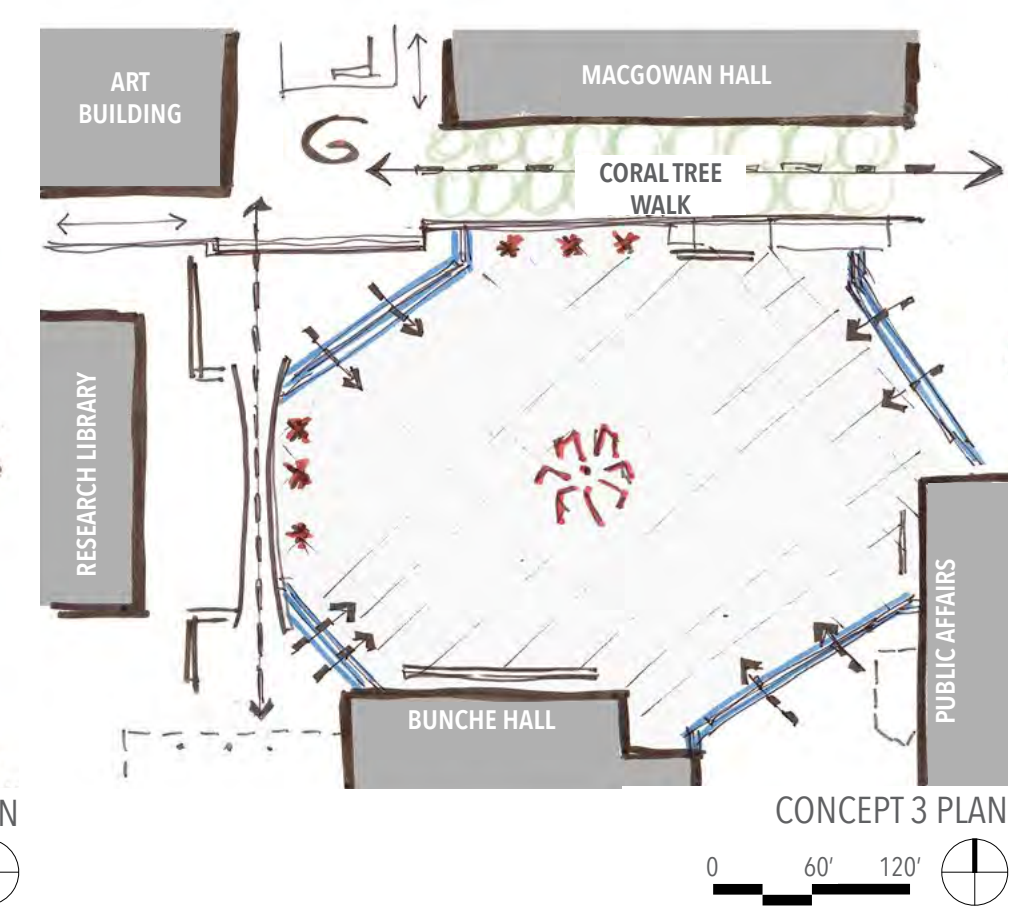 ART
BUILDING
MACGOWAN HALL
G
CORAL TREE
WALK
RESEARCH LIBRARY
PUBLIC AFFAIRS
BUNCHE HALL
N
CONCEPT 3 PLAN
0 60' 120'